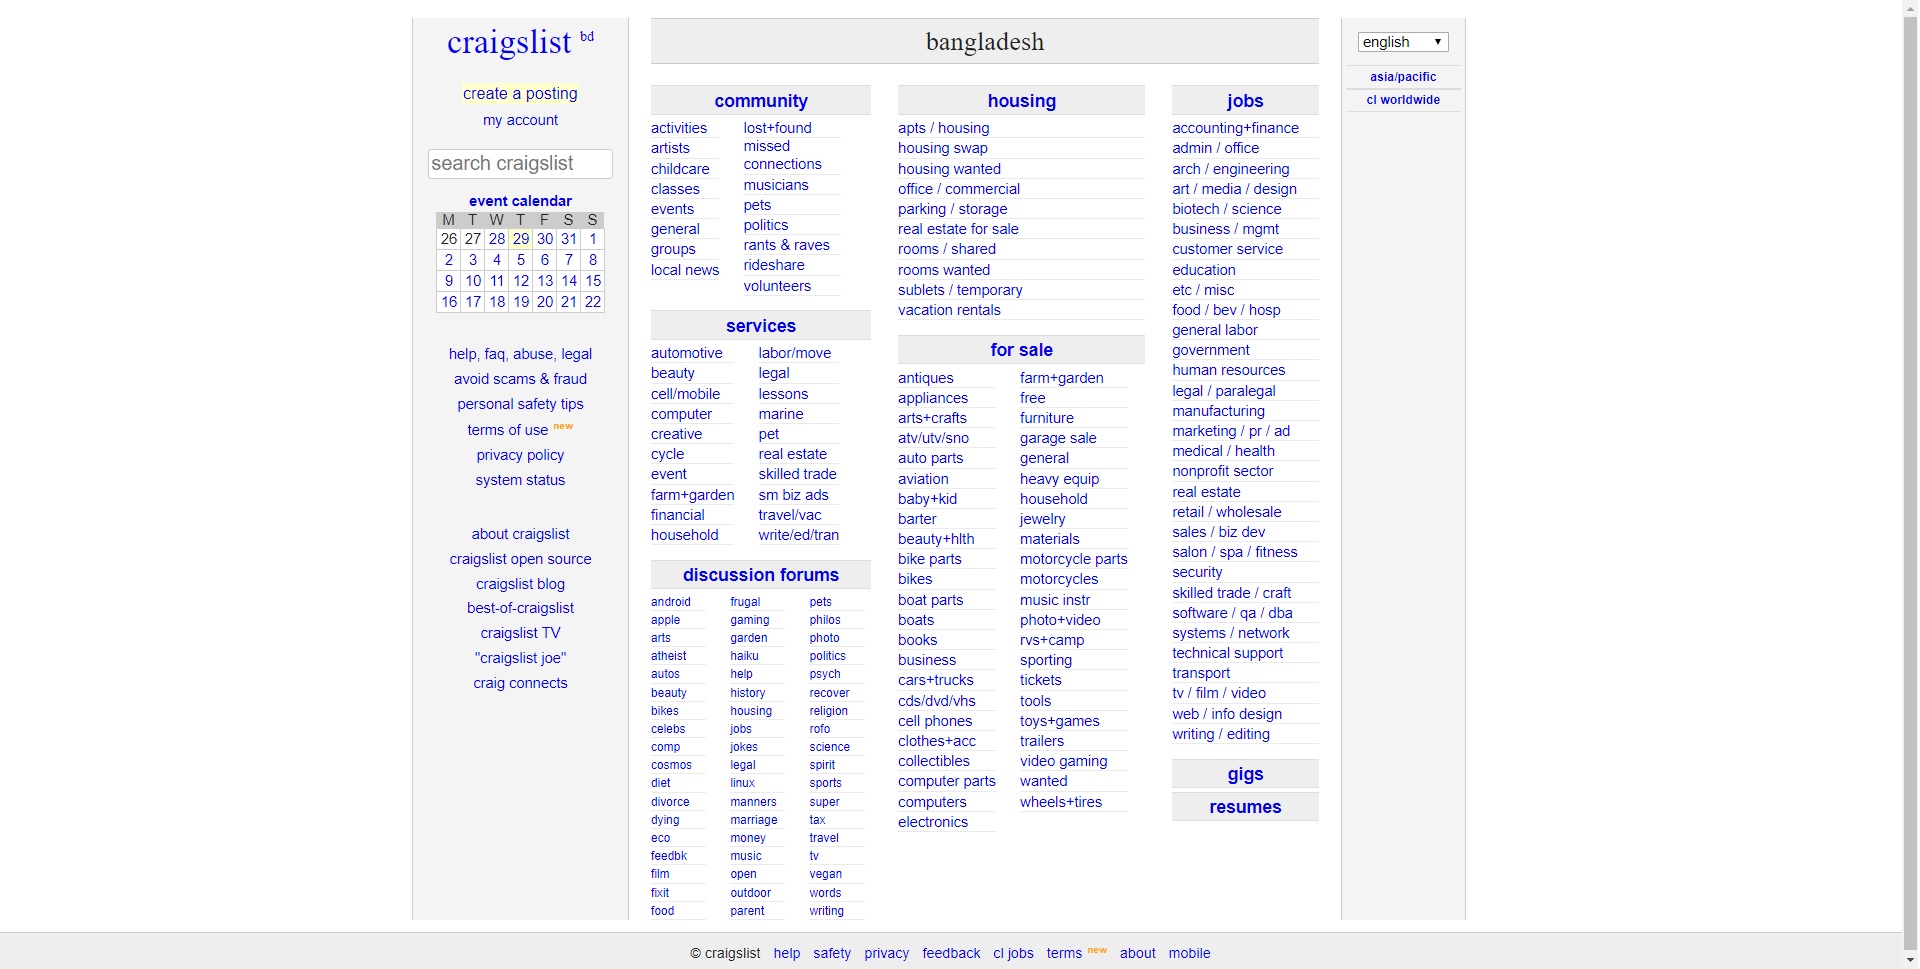 craigslist bd
create a posting
my account
search craigslist
event calendar
M T W T F S S
26 27 28 29 30 31 1
2 3 4 5 6 7 8
9 10 11 12 13 14 15
16 17 18 19 20 21 22
help, faq, abuse, legal
avoid scams & fraud
personal safety tips
terms of use new
privacy policy
system status
about craigslist
craigslist open source
craigslist blog
best-of-craigslist
craigslist TV
"craigslist joe"
craig connects
bangladesh
community
activities
artists
childcare
classes
events
general
groups
local news
lost+found
missed
connections
musicians
pets
politics
rants & raves
rideshare
volunteers
services
automotive
beauty
cell/mobile
computer
creative
cycle
event
farm+garden
financial
household
labor/move
legal
lessons
marine
pet
real estate
skilled trade
sm biz ads
travel/vac
write/ed/tran
discussion forums
android
apple
arts
atheist
autos
beauty
bikes
celebs
comp
cosmos
diet
divorce
dying
eco
feedbk
film
fixit
food
frugal
gaming
garden
haiku
help
history
housing
jobs
jokes
legal
linux
manners
marriage
money
music
open
outdoor
parent
pets
philos
photo
politics
psych
recover
religion
rofo
science
spirit
sports
super
tax
travel
tv
vegan
words
writing
housing
apts / housing
housing swap
housing wanted
office / commercial
parking / storage
real estate for sale
rooms / shared
rooms wanted
sublets / temporary
vacation rentals
for sale
antiques
appliances
arts+crafts
atv/utv/sno
auto parts
aviation
baby+kid
barter
beauty+hlth
bike parts
bikes
boat parts
boats
books
business
cars+trucks
cds/dvd/vhs
cell phones
clothes+acc
collectibles
computer parts
computers
electronics
farm+garden
free
furniture
garage sale
general
heavy equip
household
jewelry
materials
motorcycle parts
motorcycles
music instr
photo+video
rvs+camp
sporting
tickets
tools
toys+games
trailers
video gaming
wanted
wheels+tires
jobs
accounting+finance
admin / office
arch / engineering
art / media / design
biotech / science
business / mgmt
customer service
education
etc / misc
food / bev / hosp
general labor
government
human resources
legal / paralegal
manufacturing
marketing / pr / ad
medical / health
nonprofit sector
real estate
retail / wholesale
sales / biz dev
salon / spa / fitness
security
skilled trade / craft
software / qa / dba
systems / network
technical support
transport
tv / film / video
web / info design
writing / editing
gigs
resumes
english
asia/pacific
cl worldwide
© craigslist help safety privacy feedback cl jobs terms new about mobile